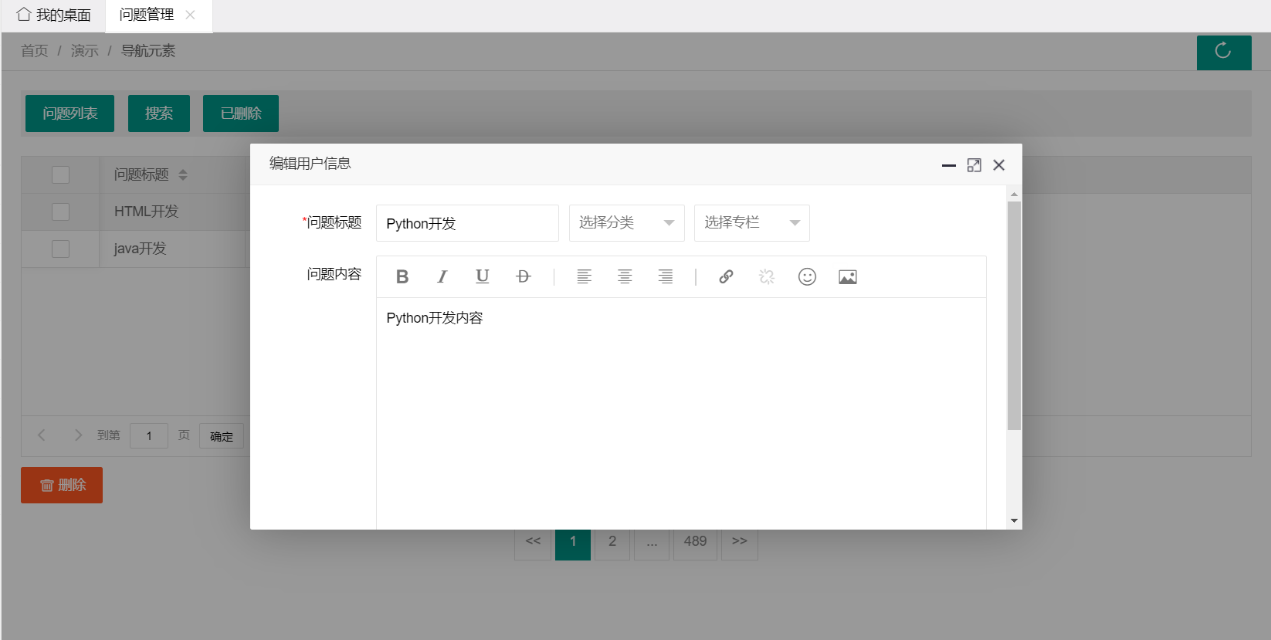 我的桌面 问题管理
首页 / 演示 / 导航元素
问题列表 搜索 已删除
编辑用户信息
问题标题
HTML开发
java开发
*问题标题 Python开发 选择分类 选择专栏
问题内容 B I U D
Python开发内容
到第 1 页 确定
删除
<< 1 2 ... 489 >>